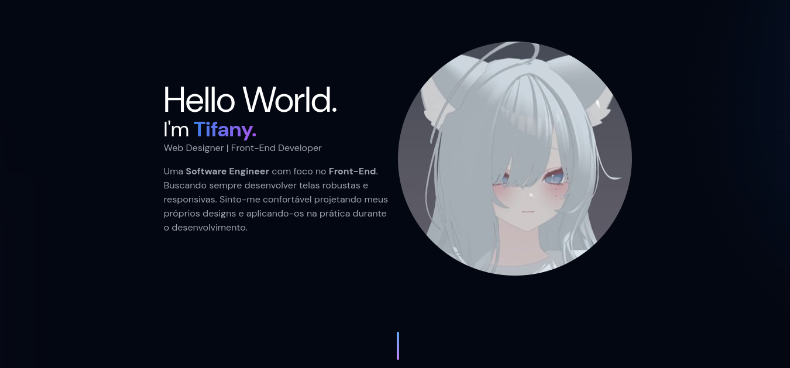 Hello World.
I'm Tifany.
Web Designer | Front-End Developer
Uma Software Engineer com foco no Front-End.
Buscando sempre desenvolver telas robustas e
responsivas. Sinto-me confortável projetando meus
próprios designs e aplicando-os na prática durante
o desenvolvimento.